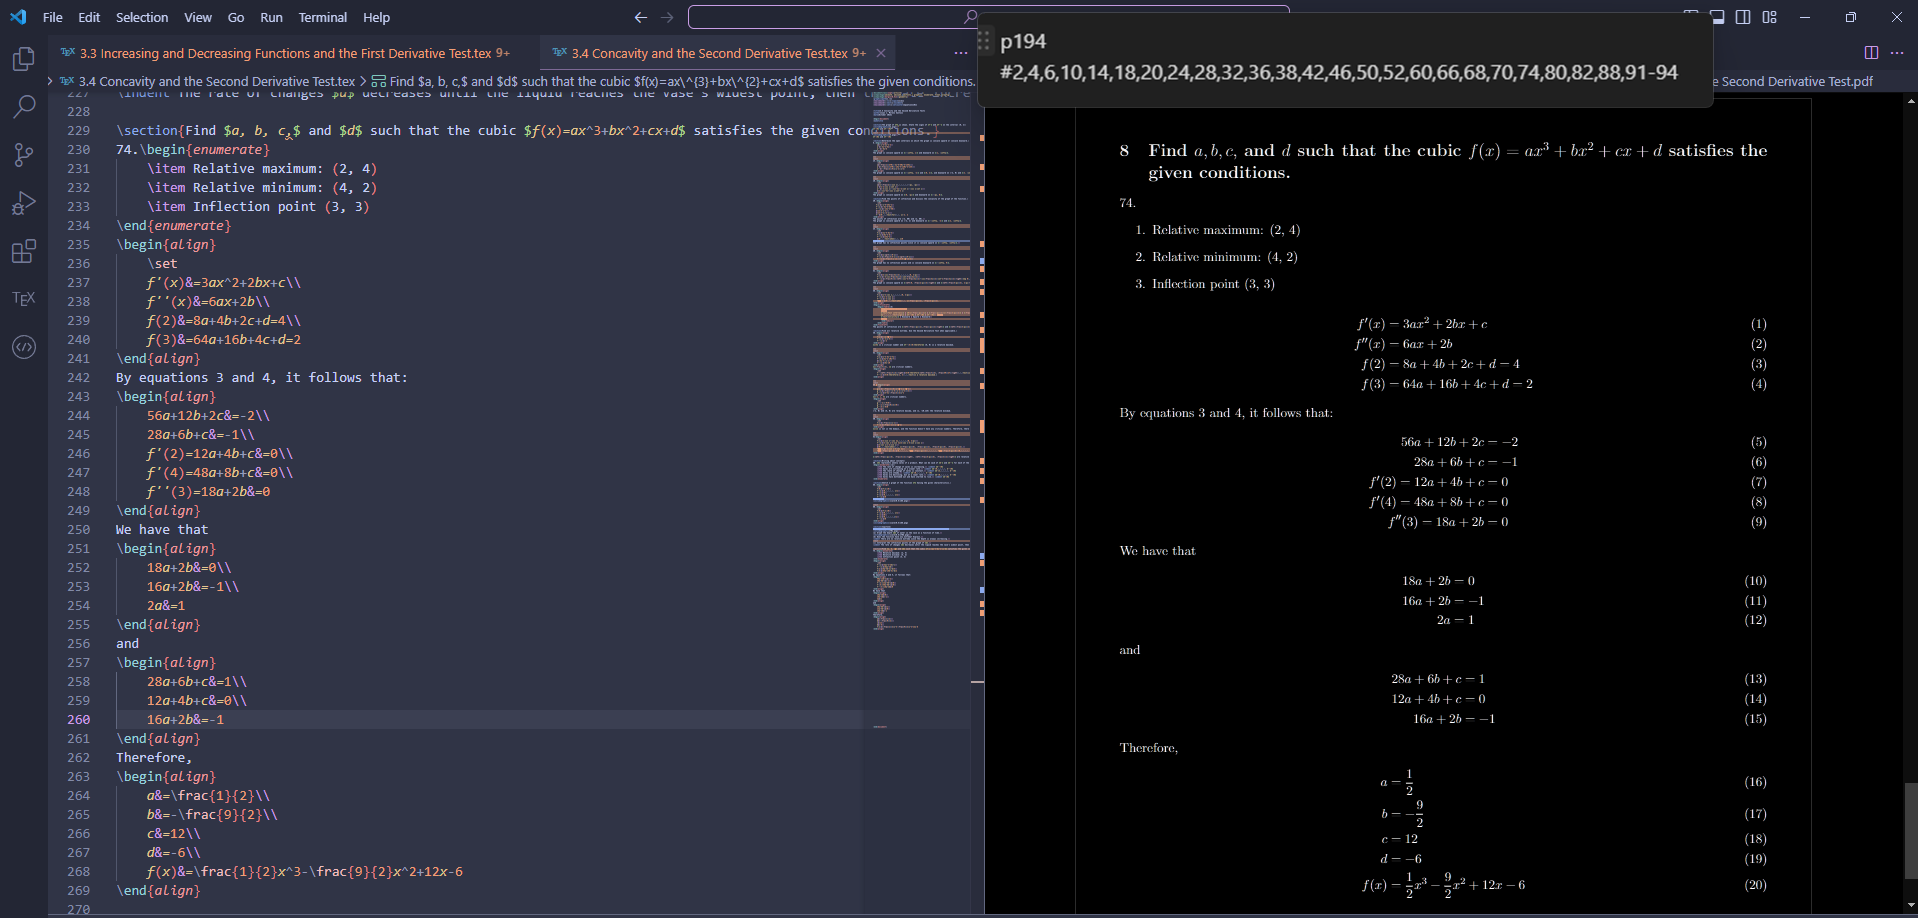 File Edit Selection View Go Run Terminal Help
p194
#2,4,6,10,14,18,20,24,28,32,36,38,42,46,50,52,60,66,68,70,74,80,82,88,91-94
3.3 Increasing and Decreasing Functions and the First Derivative Test.tex 9+
3.4 Concavity and the Second Derivative Test.tex 9+
3.4 Concavity and the Second Derivative Test.tex > Find $a, b, c,$ and $d$ such that the cubic $f(x)=ax\^{3}+bx\^{2}+cx+d$ satisfies the given conditions.
e Second Derivative Test.pdf
227 \indent The rate of changes $d$ decreases until the liquid reaches the vase's widest point, then
228
229 \section{Find $a, b, c,$ and $d$ such that the cubic $f(x)=ax^3+bx^2+cx+d$ satisfies the given conditions.}
230 74.\begin{enumerate}
231 \item Relative maximum: (2, 4)
232 \item Relative minimum: (4, 2)
233 \item Inflection point (3, 3)
234 \end{enumerate}
235 \begin{align}
236 \set
237 f'(x)&=3ax^2+2bx+c\\
238 f''(x)&=6ax+2b\\
239 f(2)&=8a+4b+2c+d=4\\
240 f(3)&=64a+16b+4c+d=2
241 \end{align}
242 By equations 3 and 4, it follows that:
243 \begin{align}
244 56a+12b+2c&=-2\\
245 28a+6b+c&=-1\\
246 f'(2)=12a+4b+c&=0\\
247 f'(4)=48a+8b+c&=0\\
248 f''(3)=18a+2b&=0
249 \end{align}
250 We have that
251 \begin{align}
252 18a+2b&=0\\
253 16a+2b&=-1\\
254 2a&=1
255 \end{align}
256 and
257 \begin{align}
258 28a+6b+c&=1\\
259 12a+4b+c&=0\\
260 16a+2b&=-1
261 \end{align}
262 Therefore,
263 \begin{align}
264 a&=\frac{1}{2}\\
265 b&=-\frac{9}{2}\\
266 c&=12\\
267 d&=-6\\
268 f(x)&=\frac{1}{2}x^3-\frac{9}{2}x^2+12x-6
269 \end{align}
270
8 Find a, b, c, and d such that the cubic f(x) = ax³ + bx² + cx + d satisfies the
given conditions.
74.
1. Relative maximum: (2, 4)
2. Relative minimum: (4, 2)
3. Inflection point (3, 3)
f′(x) = 3ax² + 2bx + c (1)
f″(x) = 6ax + 2b (2)
f(2) = 8a + 4b + 2c + d = 4 (3)
f(3) = 64a + 16b + 4c + d = 2 (4)
By equations 3 and 4, it follows that:
56a + 12b + 2c = −2 (5)
28a + 6b + c = −1 (6)
f′(2) = 12a + 4b + c = 0 (7)
f′(4) = 48a + 8b + c = 0 (8)
f″(3) = 18a + 2b = 0 (9)
We have that
18a + 2b = 0 (10)
16a + 2b = −1 (11)
2a = 1 (12)
and
28a + 6b + c = 1 (13)
12a + 4b + c = 0 (14)
16a + 2b = −1 (15)
Therefore,
a = 1/2 (16)
b = −9/2 (17)
c = 12 (18)
d = −6 (19)
f(x) = 1/2x³ − 9/2x² + 12x − 6 (20)